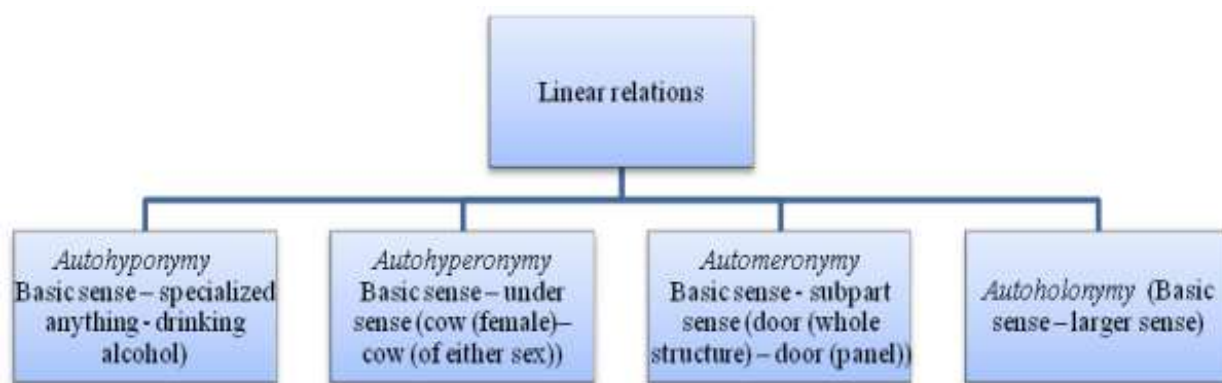 Linear relations
Autohyponymy
Basic sense – specialized
anything - drinking
alcohol)
Autohyperonymy
Basic sense – under
sense (cow (female)–
cow (of either sex))
Automeronymy
Basic sense - subpart
sense (door (whole
structure) – door (panel))
Autoholonymy (Basic
sense – larger sense)